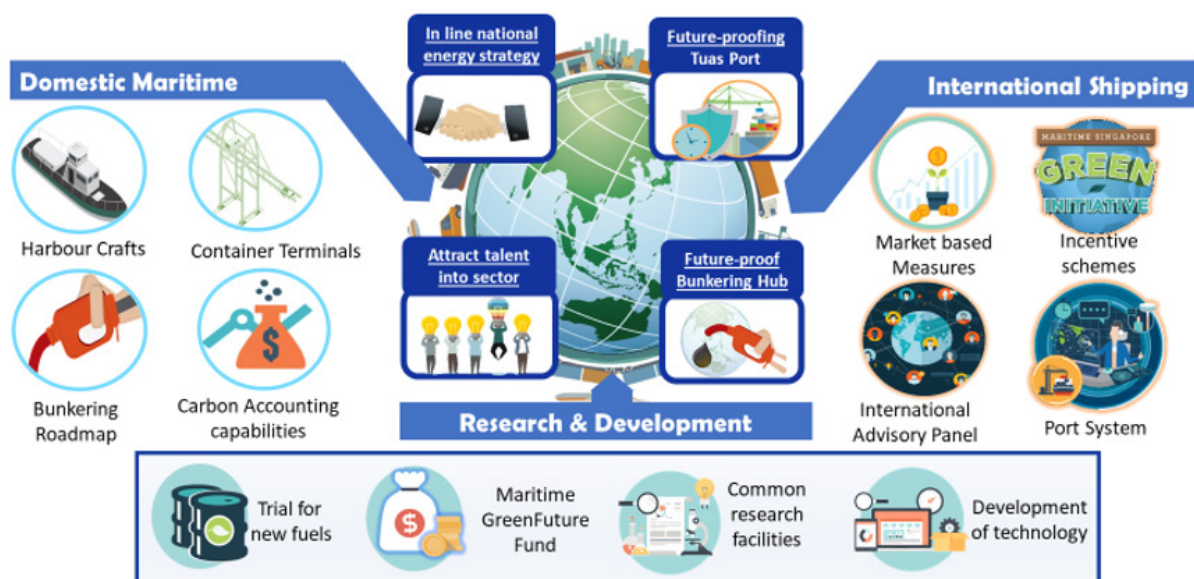 In line national
energy strategy
Future-proofing
Tuas Port
Domestic Maritime
International Shipping
Harbour Crafts
Container Terminals
Bunkering
Roadmap
Carbon Accounting
capabilities
Attract talent
into sector
Future-proof
Bunkering Hub
MARITIME SINGAPORE
GREEN
INITIATIVE
Market based
Measures
Incentive
schemes
International
Advisory Panel
Port System
Research & Development
Trial for
new fuels
Maritime
GreenFuture
Fund
Common
research
facilities
Development
of technology